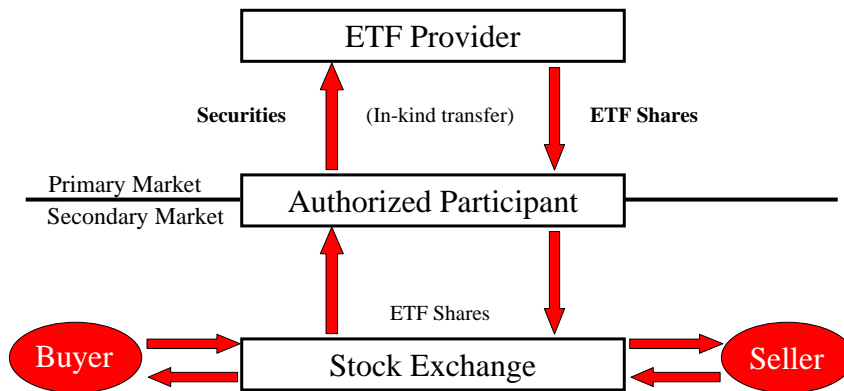 ETF Provider
Securities (In-kind transfer) ETF Shares
Primary Market
Authorized Participant
Secondary Market
ETF Shares
Buyer
Stock Exchange
Seller